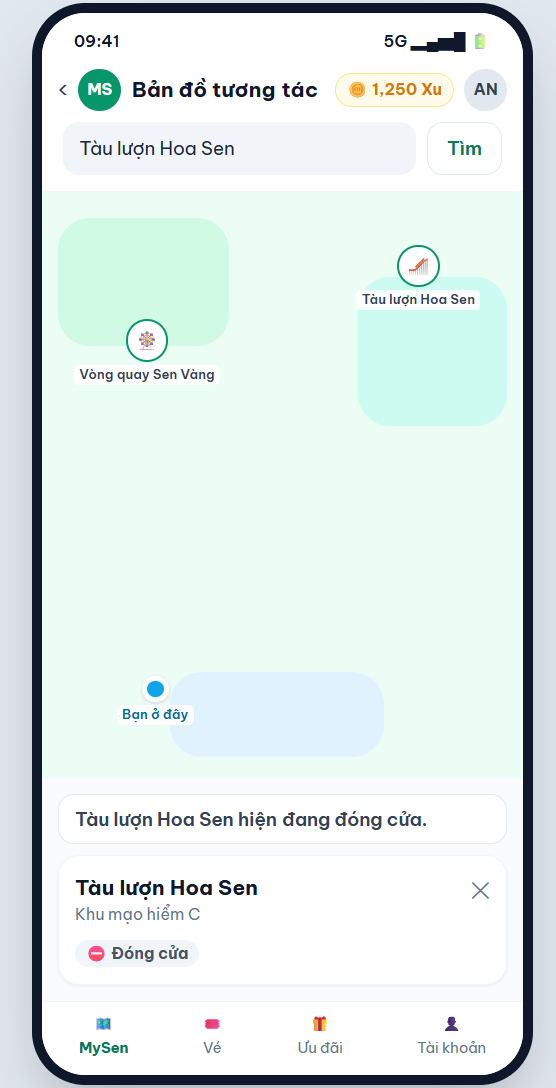 09:41
5G
‹ MS Bản đồ tương tác 1,250 Xu AN
Tàu lượn Hoa Sen Tìm
Tàu lượn Hoa Sen
Vòng quay Sen Vàng
Bạn ở đây
Tàu lượn Hoa Sen hiện đang đóng cửa.
Tàu lượn Hoa Sen
Khu mạo hiểm C
Đóng cửa
MySen Vé Ưu đãi Tài khoản